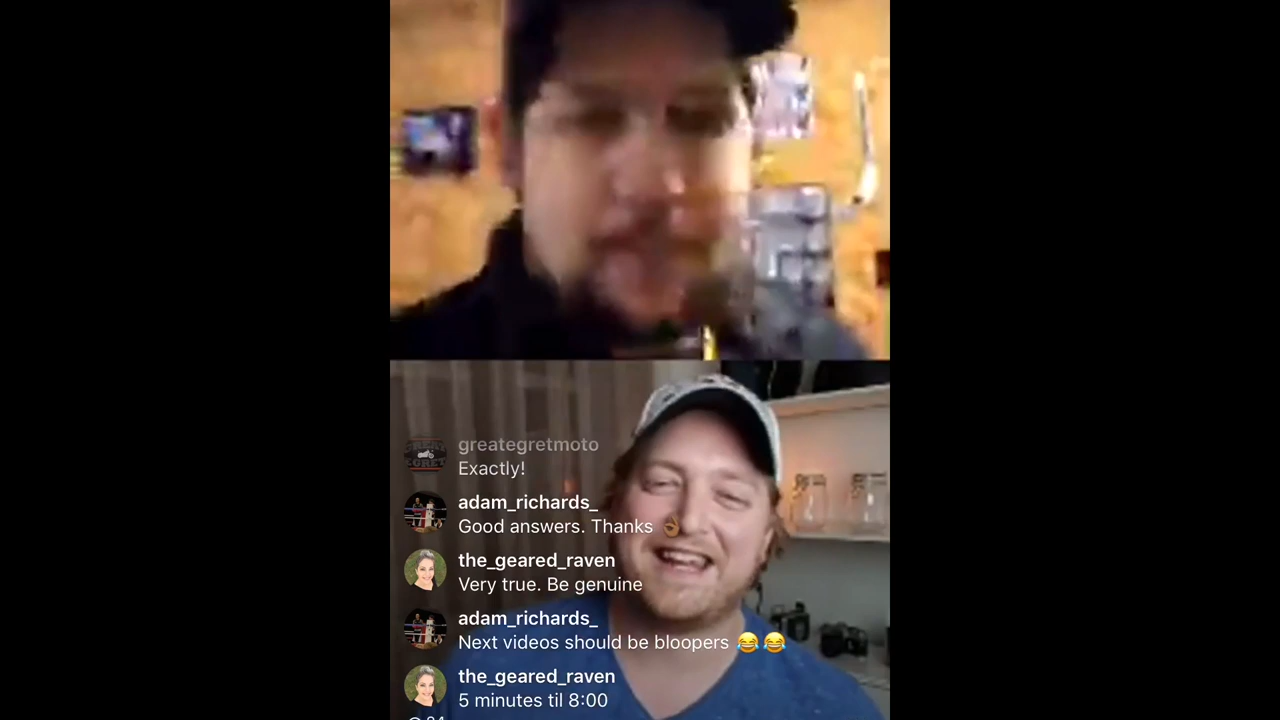 greategretmoto
Exactly!
adam_richards_
Good answers. Thanks 👌🏾
the_geared_raven
Very true. Be genuine
adam_richards_
Next videos should be bloopers 😂😂
the_geared_raven
5 minutes til 8:00